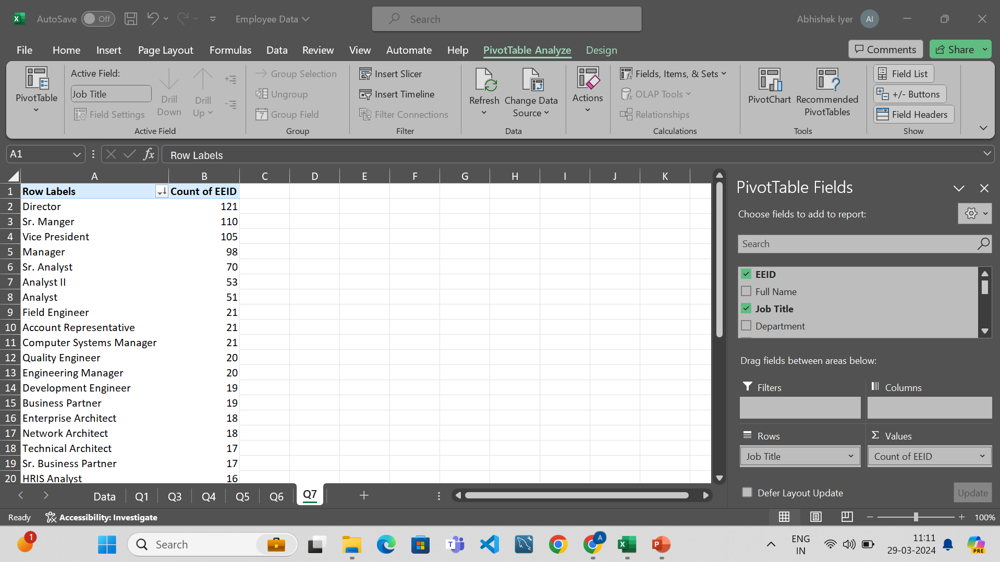 AutoSave Off Employee Data Search Abhishek Iyer AI
File Home Insert Page Layout Formulas Data Review View Automate Help PivotTable Analyze Design Comments Share
PivotTable
Active Field:
Job Title
Field Settings
Drill Down
Drill Up
Active Field
Group Selection
Ungroup
7 Group Field
Group
Insert Slicer
Insert Timeline
Filter Connections
Filter
Refresh
Change Data Source
Data
Actions
Fields, Items, & Sets
OLAP Tools
Relationships
Calculations
PivotChart
Recommended PivotTables
Tools
Field List
+/- Buttons
Field Headers
Show
A1 fx Row Labels
A B C D E F G H I J K
1 Row Labels Count of EEID
2 Director 121
3 Sr. Manger 110
4 Vice President 105
5 Manager 98
6 Sr. Analyst 70
7 Analyst II 53
8 Analyst 51
9 Field Engineer 21
10 Account Representative 21
11 Computer Systems Manager 21
12 Quality Engineer 20
13 Engineering Manager 20
14 Development Engineer 19
15 Business Partner 19
16 Enterprise Architect 18
17 Network Architect 18
18 Technical Architect 17
19 Sr. Business Partner 17
20 HRIS Analyst 16
PivotTable Fields
Choose fields to add to report:
Search
EEID
Full Name
Job Title
Department
Drag fields between areas below:
Filters Columns
Rows Σ Values
Job Title Count of EEID
Defer Layout Update Update
Data Q1 Q3 Q4 Q5 Q6 Q7
Ready Accessibility: Investigate 100%
1 Search ENG IN 11:11
29-03-2024
PRE